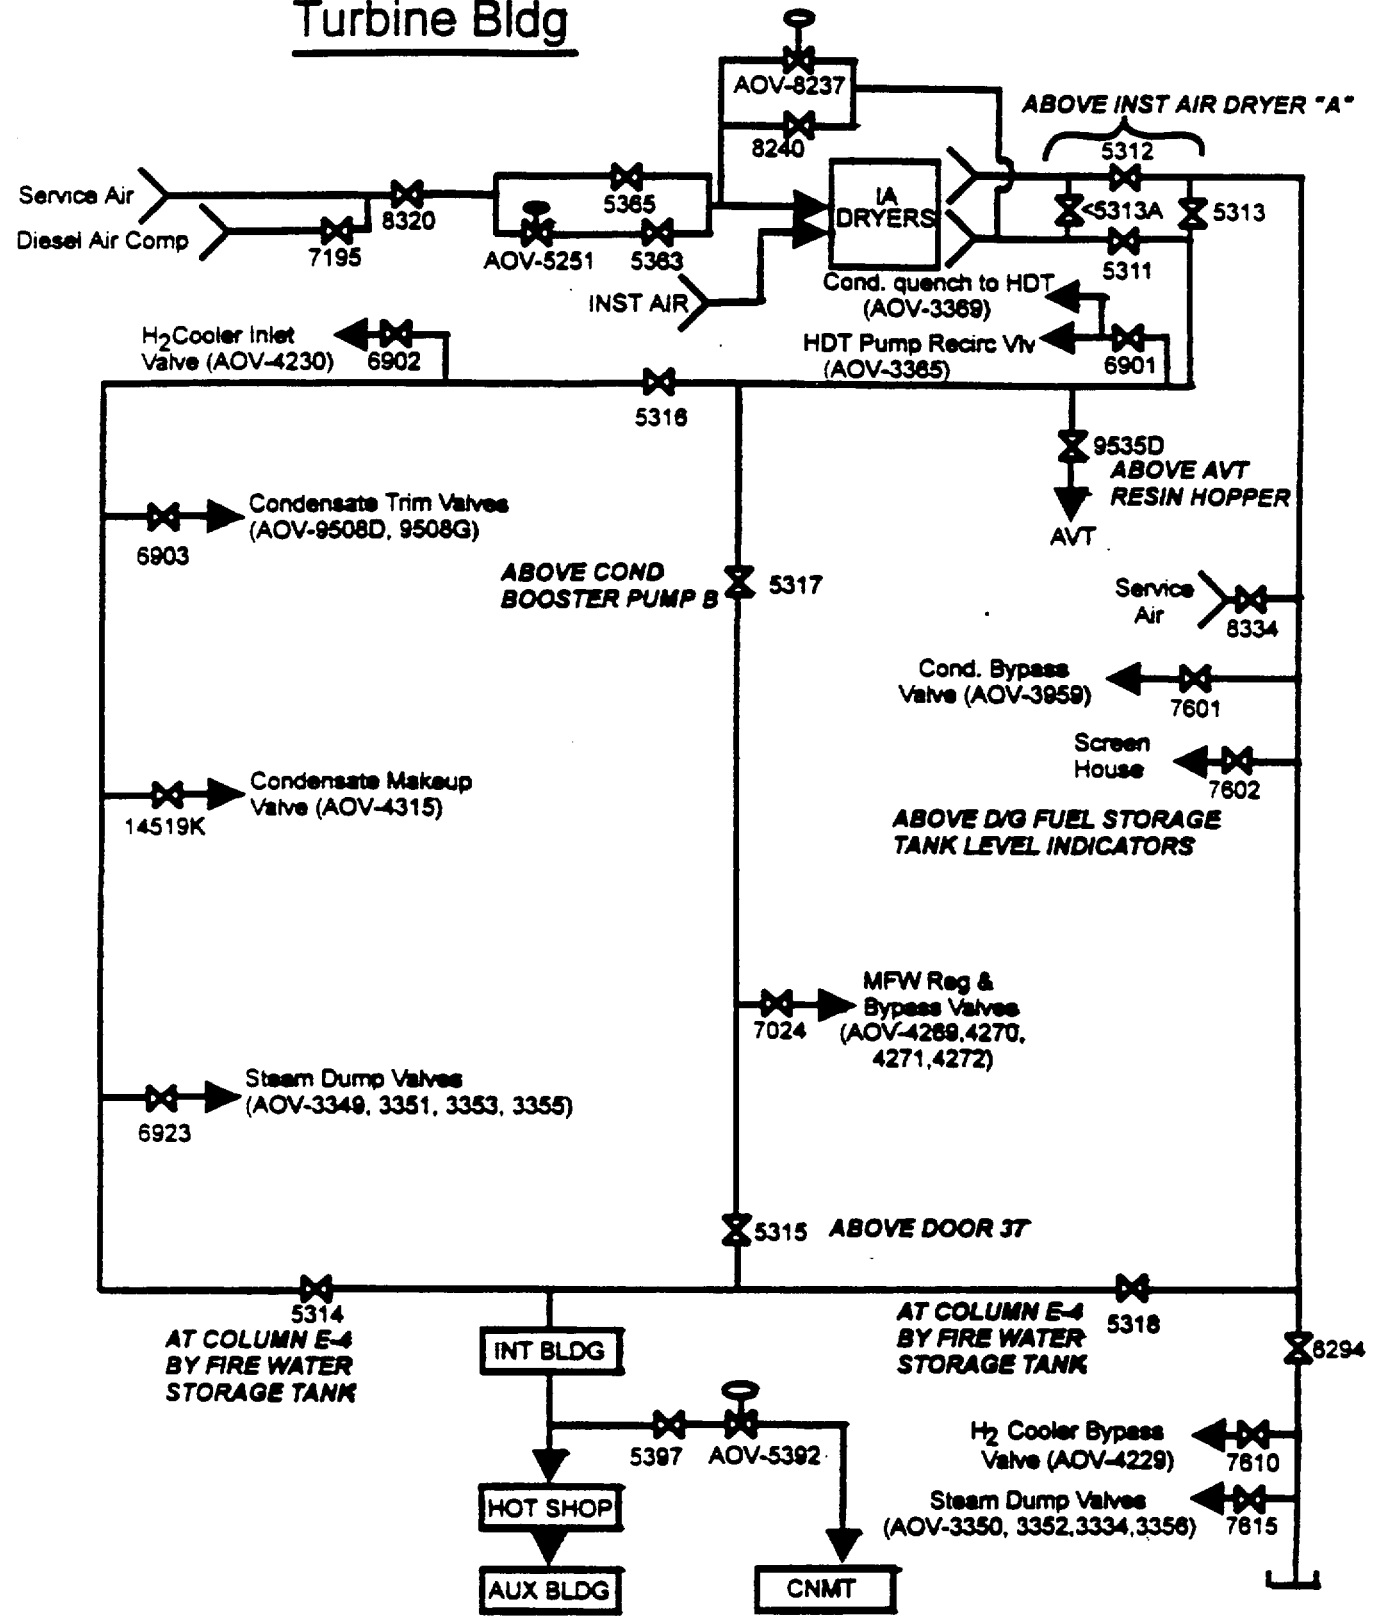 Turbine Bldg
AOV-8237
8240
ABOVE INST AIR DRYER "A"
5312
Service Air
8320
5365
IA
DRYERS
<5313A
5313
Diesel Air Comp
7195
AOV-5251
5363
5311
INST AIR
Cond. quench to HDT
(AOV-3369)
H2Cooler Inlet
Valve (AOV-4230)
6902
HDT Pump Recirc Vlv
(AOV-3365)
6901
5316
9535D
ABOVE AVT
RESIN HOPPER
AVT
Condensate Trim Valves
(AOV-9508D, 9508G)
6903
ABOVE COND
BOOSTER PUMP B
5317
Service
Air
8334
Cond. Bypass
Valve (AOV-3959)
7601
Screen
House
7602
ABOVE D/G FUEL STORAGE
TANK LEVEL INDICATORS
Condensate Makeup
Valve (AOV-4315)
14519K
MFW Reg &
Bypass Valves
(AOV-4269,4270,
4271,4272)
7024
Steam Dump Valves
(AOV-3349, 3351, 3353, 3355)
6923
5315
ABOVE DOOR 37
5314
AT COLUMN E-4
BY FIRE WATER
STORAGE TANK
INT BLDG
5318
AT COLUMN E-4
BY FIRE WATER
STORAGE TANK
8294
5397
AOV-5392
H2 Cooler Bypass
Valve (AOV-4229)
7610
HOT SHOP
Steam Dump Valves
(AOV-3350, 3352,3334,3356)
7615
AUX BLDG
CNMT